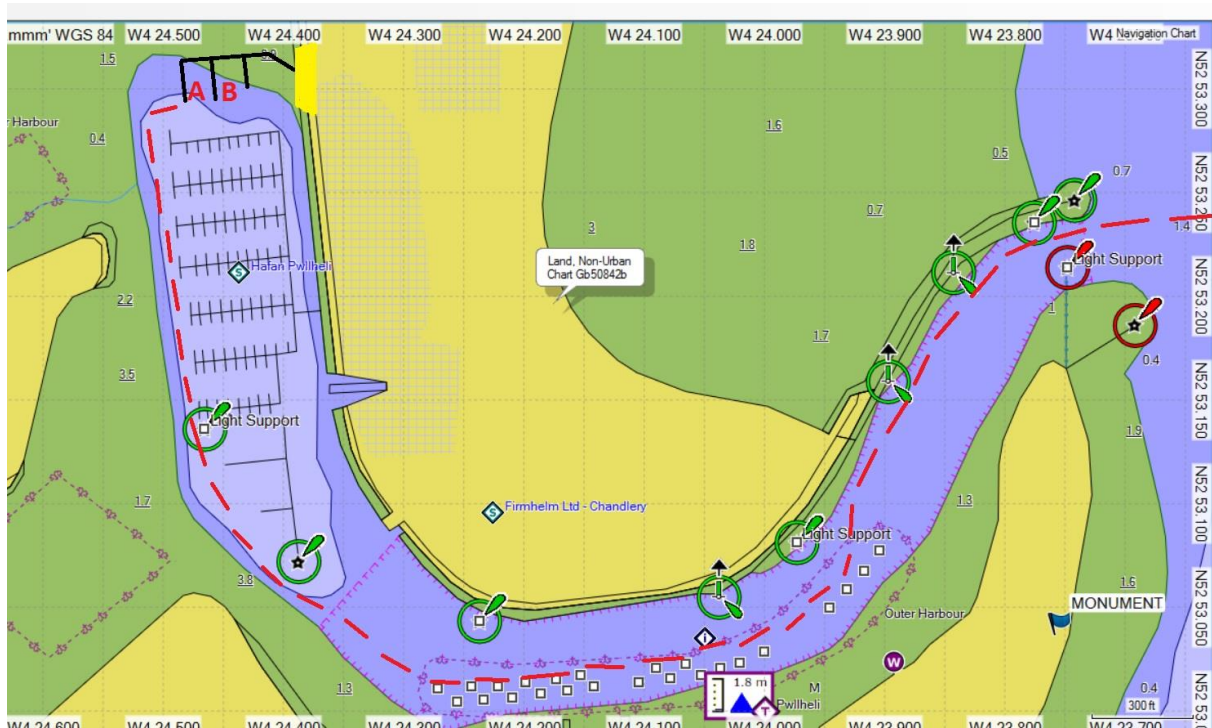 mmm' WGS 84 W4 24.500 W4 24.400 W4 24.300 W4 24.200 W4 24.100 W4 24.000 W4 23.900 W4 23.800 W4 Navigation Chart
1.5
A B
N52 53.300
r Harbour
0.4
1.6
0.5
0.7
N52 53.250
0.7
1.4
3
1.8
Land, Non-Urban
Chart Gb50842b
Hafan Pwllheli
Light Support
2.2
1
N52 53.200
1.7
0.4
3.5
N52 53.150
Light Support
1.9
1.7
Firmhelm Ltd - Chandlery
1.3
N52 53.100
Light Support
3.8
1.6
MONUMENT
Outer Harbour
N52 53.050
i
W
1.3
1.8 m
M
T
Pwllheli
0.4
300 ft
N52 53.0
W4 24.600 W4 24.500 W4 24.400 W4 24.300 W4 24.200 W4 24.100 W4 24.000 W4 23.900 W4 23.800 W4 23.700